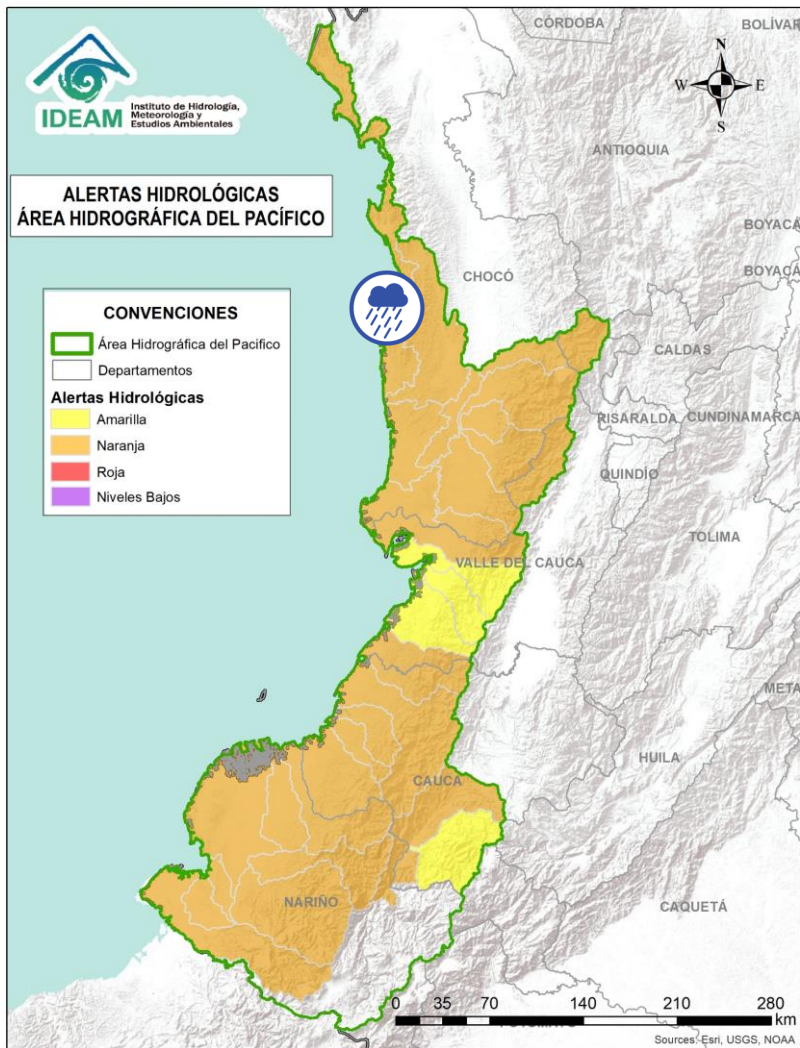 CÓRDOBA
BOLÍVAR
IDEAM
Instituto de Hidrología,
Meteorología y
Estudios Ambientales
N
W
E
S
ANTIOQUIA
ALERTAS HIDROLÓGICAS
ÁREA HIDROGRÁFICA DEL PACÍFICO
BOYACÁ
BOYACÁ
CHOCÓ
CONVENCIONES
Área Hidrográfica del Pacifico
Departamentos
Alertas Hidrológicas
Amarilla
Naranja
Roja
Niveles Bajos
CALDAS
RISARALDA
CUNDINAMARCA
QUINDÍO
TOLIMA
VALLE DEL CAUCA
META
HUILA
CAUCA
NARIÑO
CAQUETÁ
0 35 70 140 210 280
km
Sources: Esri, USGS, NOAA